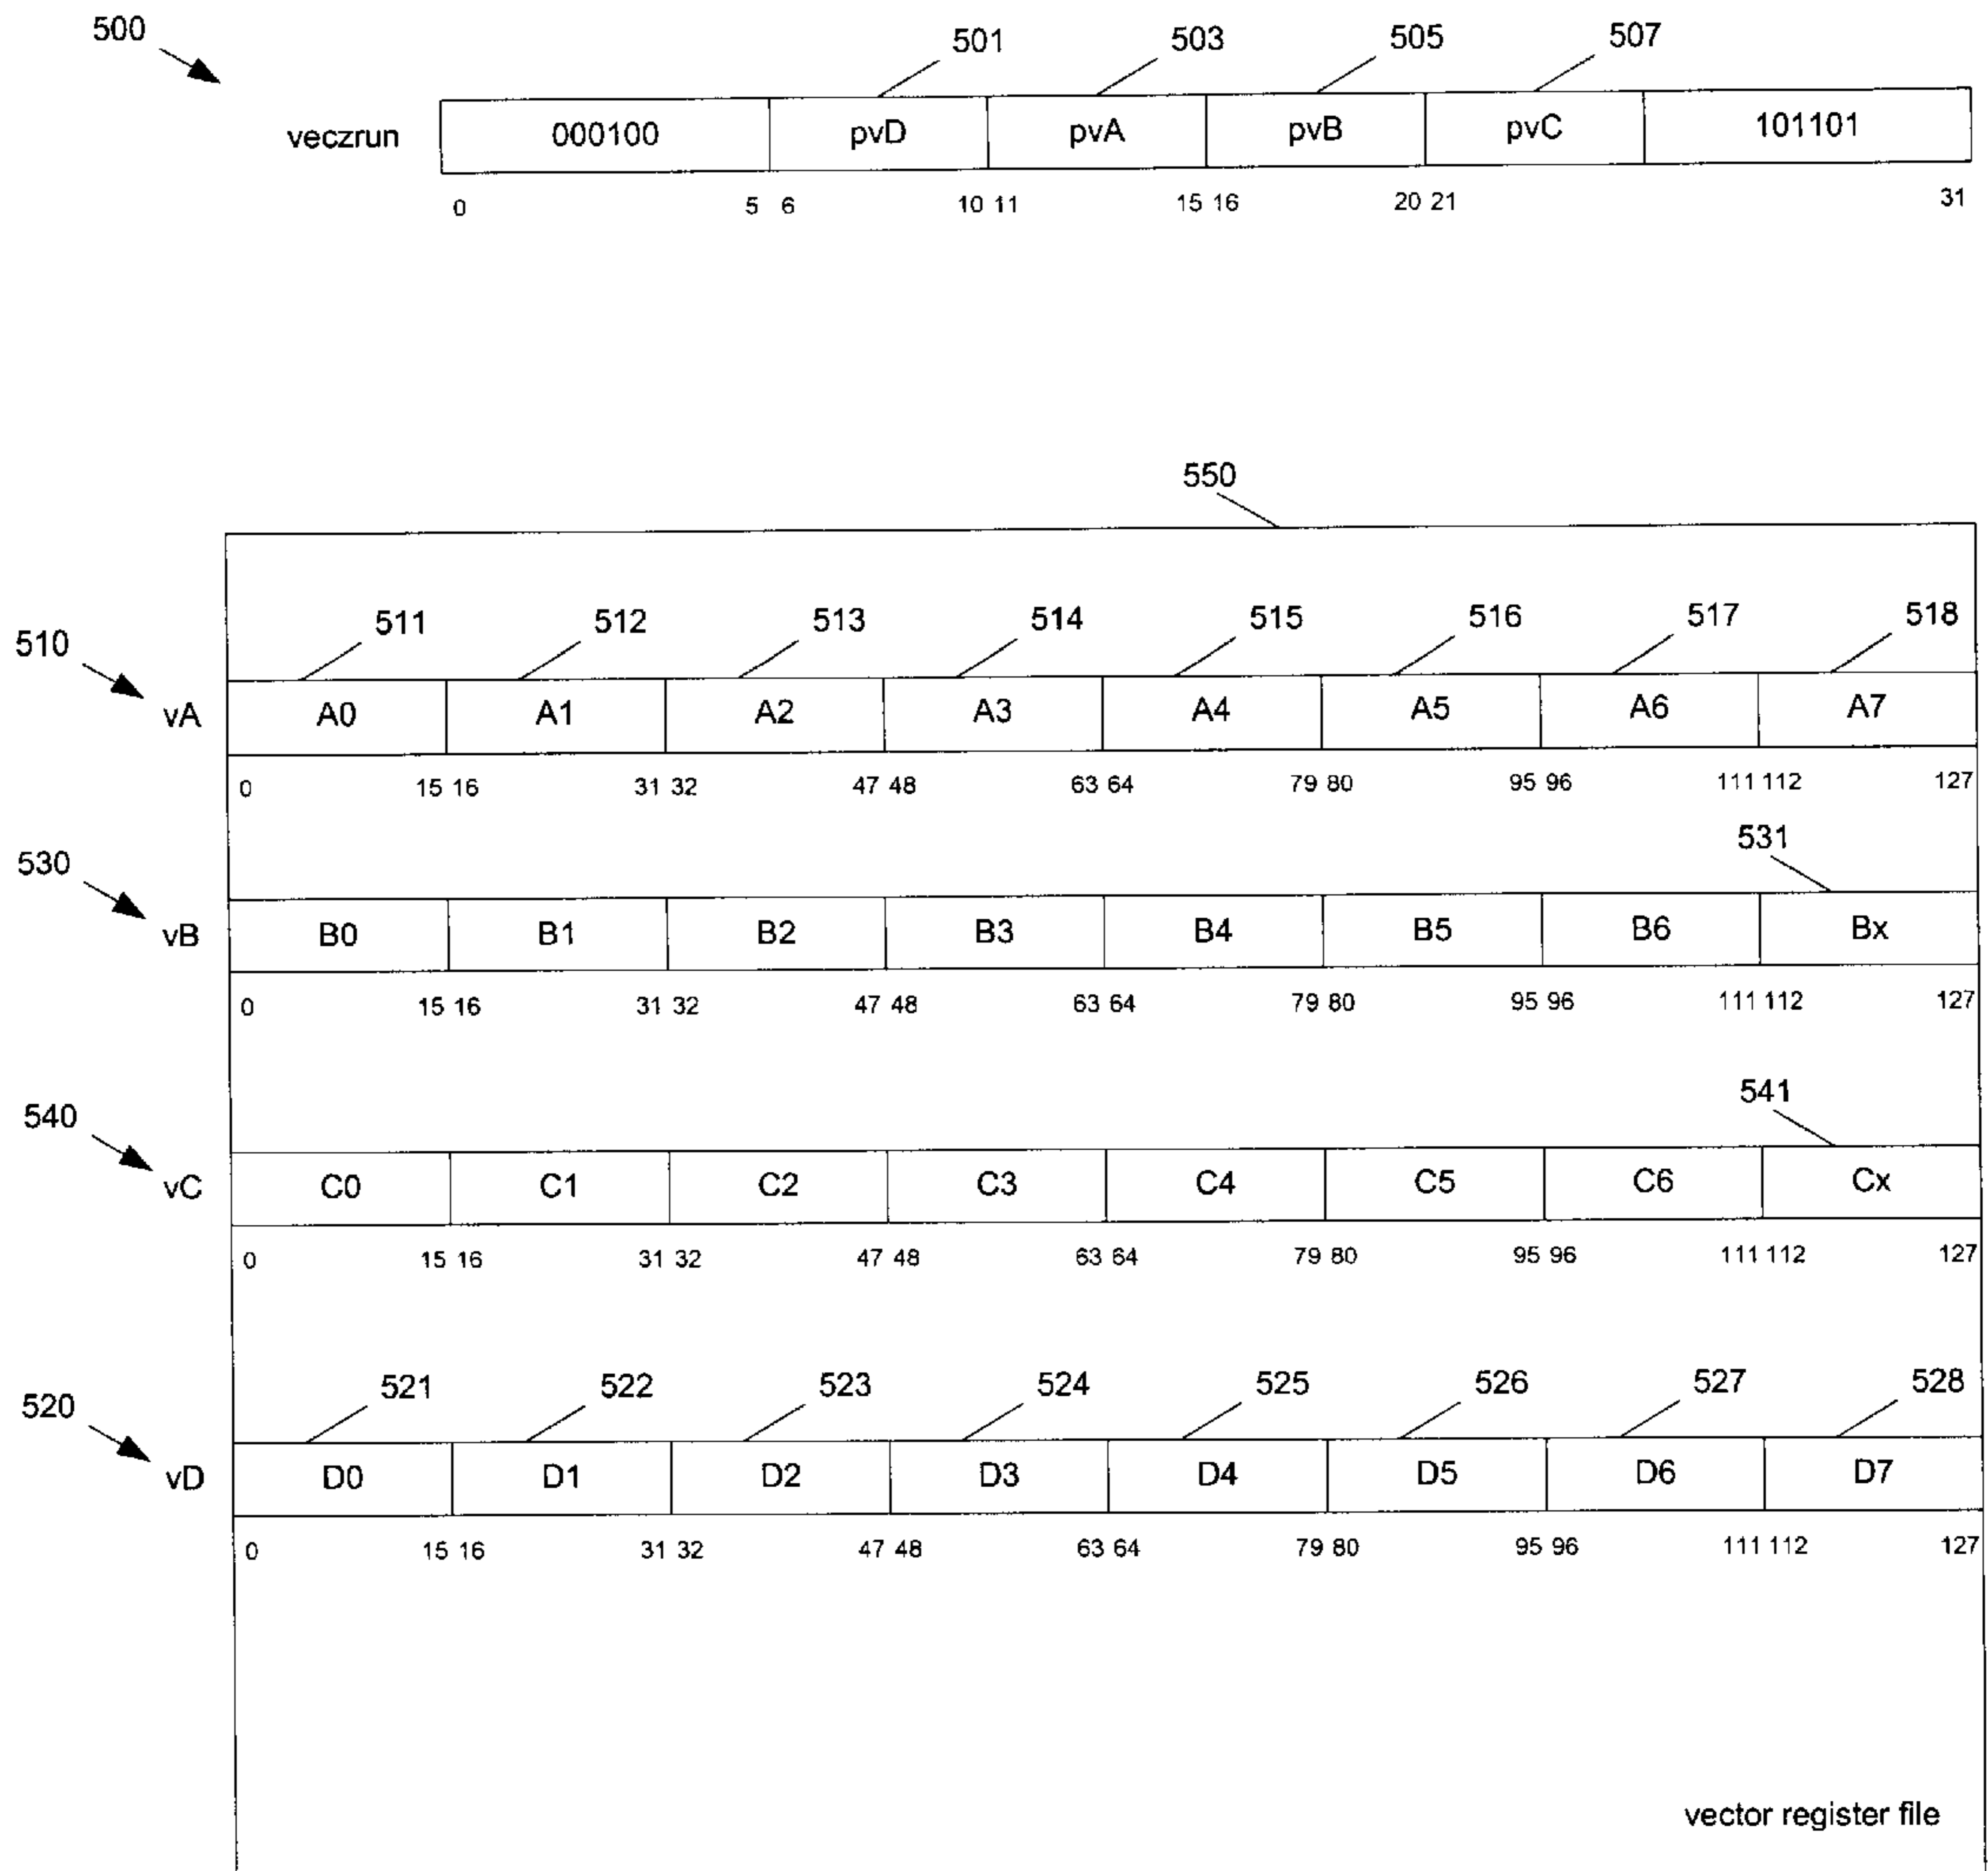 500
501 503 505 507
veczrun 000100 pvD pvA pvB pvC 101101
0 5 6 10 11 15 16 20 21 31
550
511 512 513 514 515 516 517 518
510
vA A0 A1 A2 A3 A4 A5 A6 A7
0 15 16 31 32 47 48 63 64 79 80 95 96 111 112 127
530 531
vB B0 B1 B2 B3 B4 B5 B6 Bx
0 15 16 31 32 47 48 63 64 79 80 95 96 111 112 127
540 541
vC C0 C1 C2 C3 C4 C5 C6 Cx
0 15 16 31 32 47 48 63 64 79 80 95 96 111 112 127
521 522 523 524 525 526 527 528
520
vD D0 D1 D2 D3 D4 D5 D6 D7
0 15 16 31 32 47 48 63 64 79 80 95 96 111 112 127
vector register file